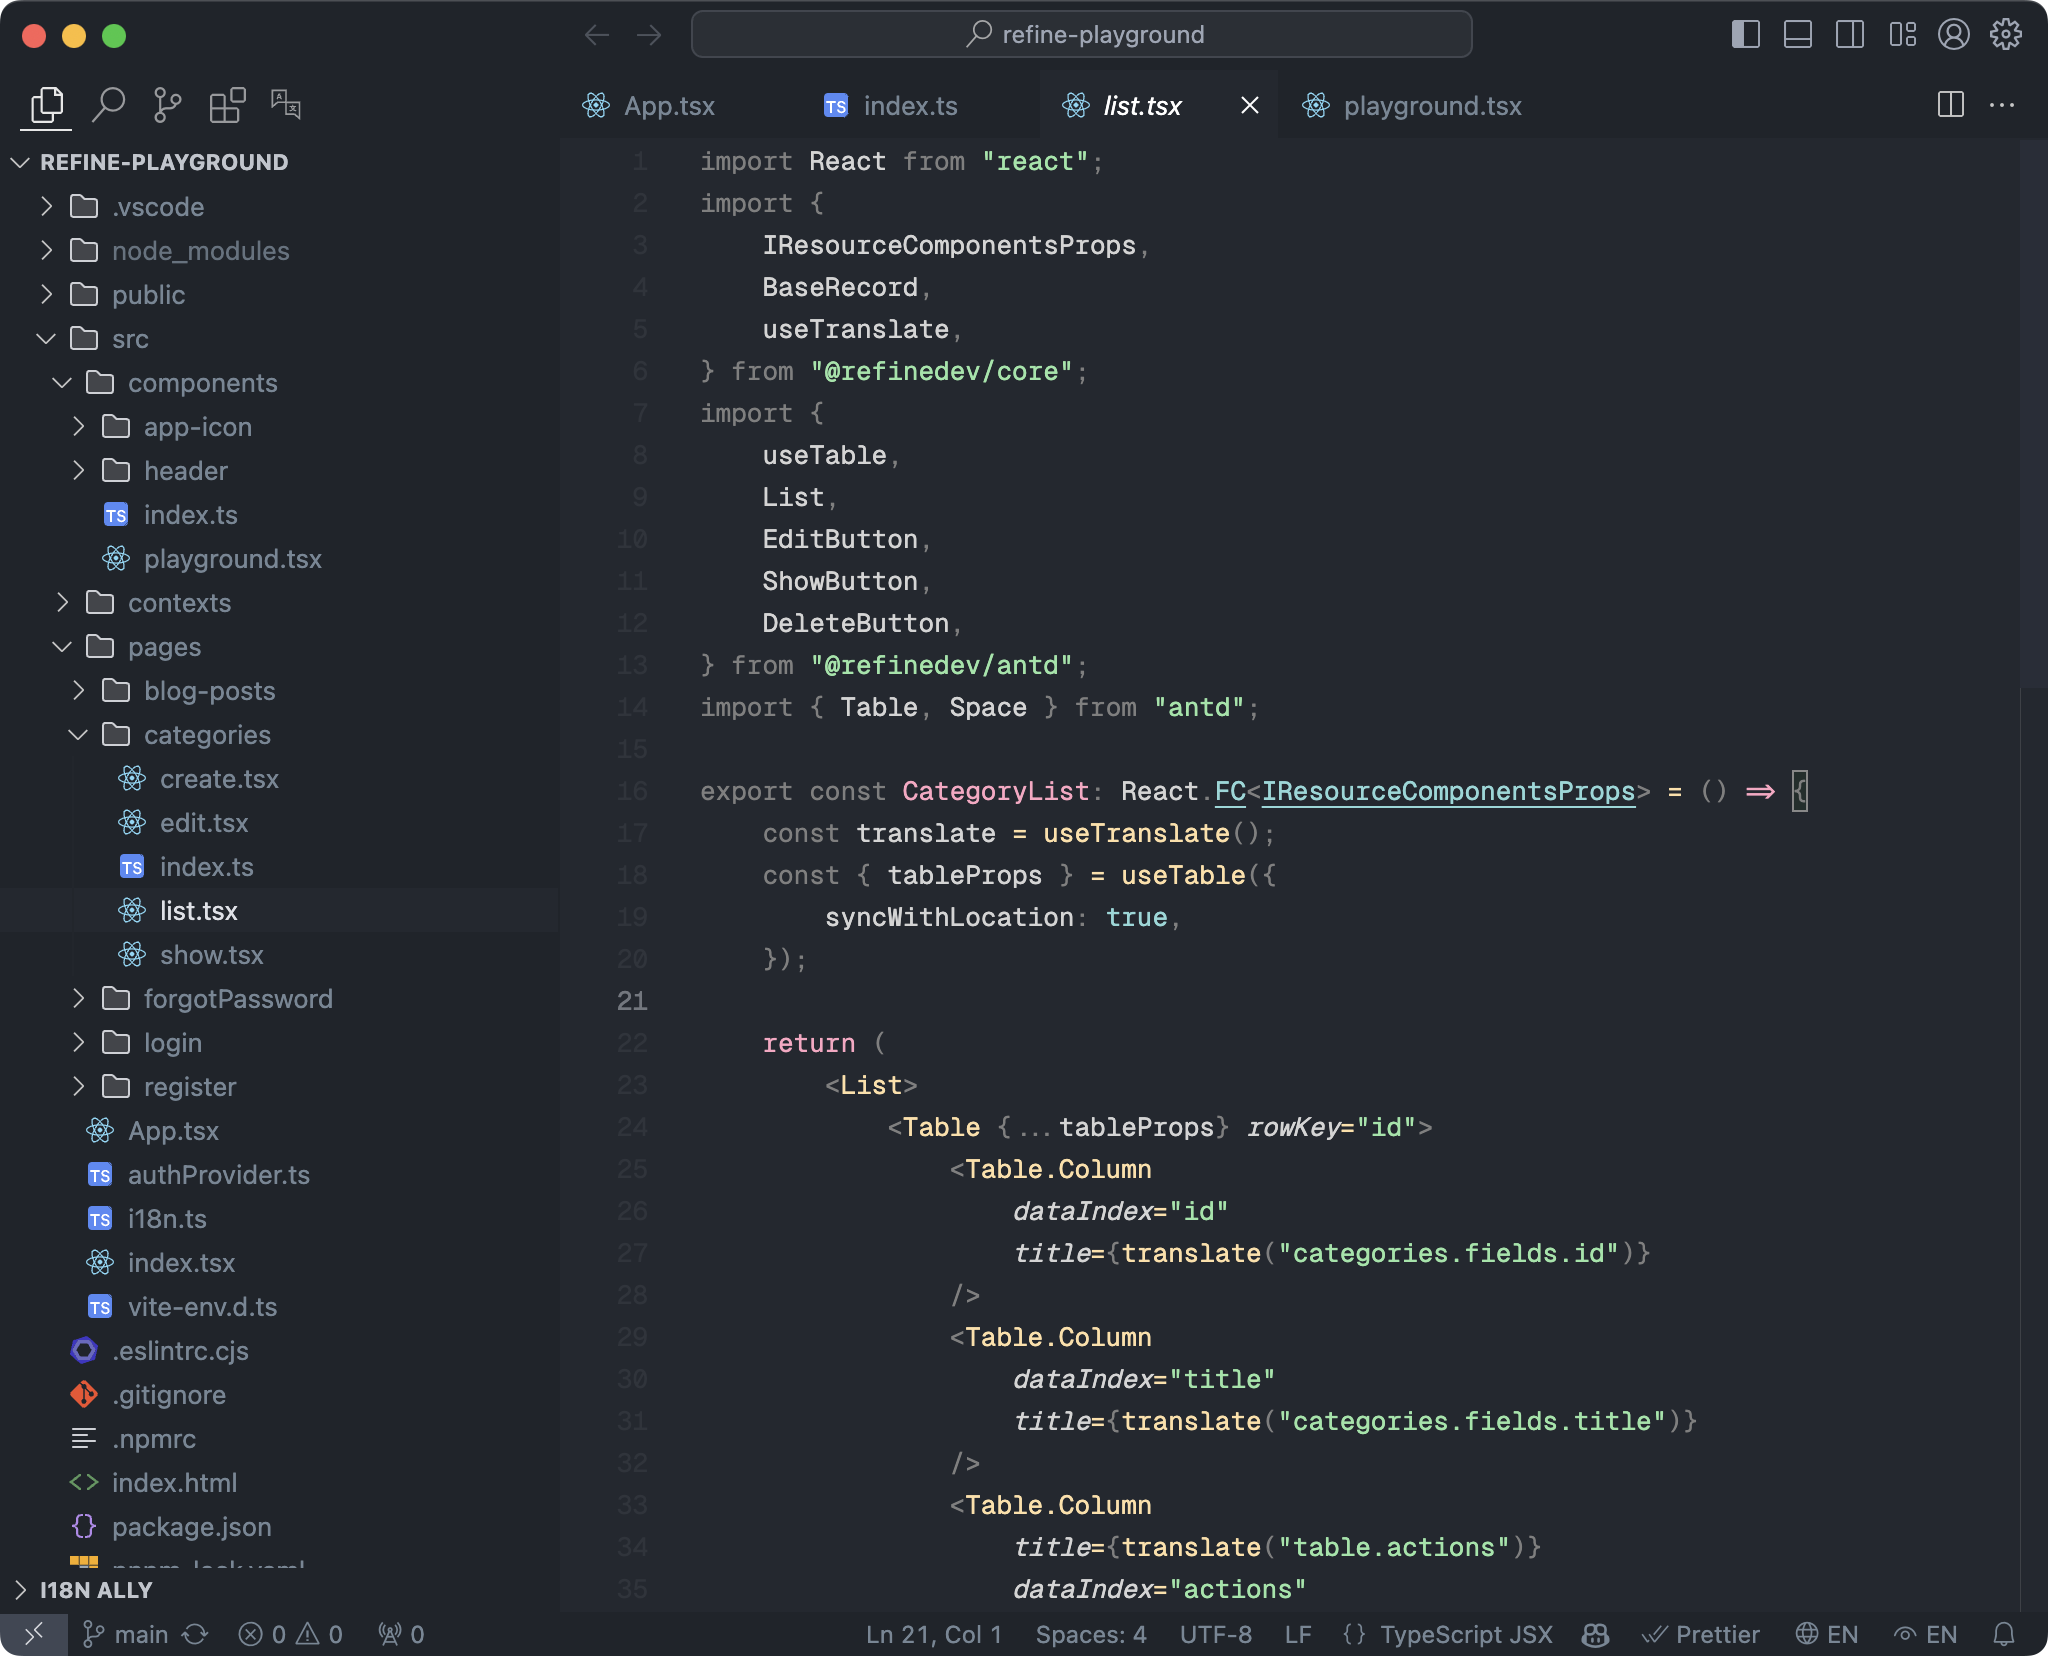 refine-playground
App.tsx
TS index.ts
list.tsx
playground.tsx
REFINE-PLAYGROUND
.vscode
node_modules
public
src
components
app-icon
header
TS index.ts
playground.tsx
contexts
pages
blog-posts
categories
create.tsx
edit.tsx
TS index.ts
list.tsx
show.tsx
forgotPassword
login
register
App.tsx
TS authProvider.ts
TS i18n.ts
index.tsx
TS vite-env.d.ts
.eslintrc.cjs
.gitignore
.npmrc
index.html
package.json
I18N ALLY
1 import React from "react";
2 import {
3 IResourceComponentsProps,
4 BaseRecord,
5 useTranslate,
6 } from "@refinedev/core";
7 import {
8 useTable,
9 List,
10 EditButton,
11 ShowButton,
12 DeleteButton,
13 } from "@refinedev/antd";
14 import { Table, Space } from "antd";
15
16 export const CategoryList: React.FC<IResourceComponentsProps> = () => {
17 const translate = useTranslate();
18 const { tableProps } = useTable({
19 syncWithLocation: true,
20 });
21
22 return (
23 <List>
24 <Table {...tableProps} rowKey="id">
25 <Table.Column
26 dataIndex="id"
27 title={translate("categories.fields.id")}
28 />
29 <Table.Column
30 dataIndex="title"
31 title={translate("categories.fields.title")}
32 />
33 <Table.Column
34 title={translate("table.actions")}
35 dataIndex="actions"
main 0 0 0 Ln 21, Col 1 Spaces: 4 UTF-8 LF {} TypeScript JSX Prettier EN EN